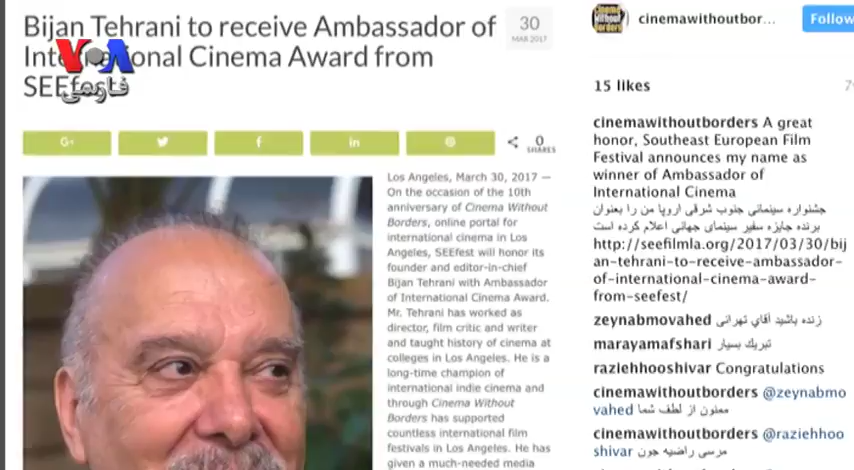 Bijan Tehrani to receive Ambassador of
International Cinema Award from
SEEfest
30
MAR 2017
VOA
فارسی
G+
f
in
0
SHARES
Los Angeles, March 30, 2017 —
On the occasion of the 10th
anniversary of Cinema Without
Borders, online portal for
international cinema in Los
Angeles, SEEfest will honor its
founder and editor-in-chief
Bijan Tehrani with Ambassador
of International Cinema Award.
Mr. Tehrani has worked as
director, film critic and writer
and taught history of cinema at
colleges in Los Angeles. He is a
long-time champion of
international indie cinema and
through Cinema Without
Borders has supported
countless international film
festivals in Los Angeles. He has
given a much-needed media
Cinema
Without
Borders
cinemawithoutbor...
Follow
15 likes
cinemawithoutborders A great
honor, Southeast European Film
Festival announces my name as
winner of Ambassador of
International Cinema
جشنواره سینمائی جنوب شرقی اروپا من را بعنوان
برنده جایزه سفیر سینمای جهانی اعلام کرده است
http://seefilmla.org/2017/03/30/bij
an-tehrani-to-receive-ambassador-
of-international-cinema-award-
from-seefest/
zeynabmovahed زنده باشید آقای تهرانی
marayamafshari تبریک بسیار
raziehhooshivar Congratulations
cinemawithoutborders @zeynabmo
vahed ممنون از لطف شما
cinemawithoutborders @raziehhoo
shivar مرسی راضیه جون